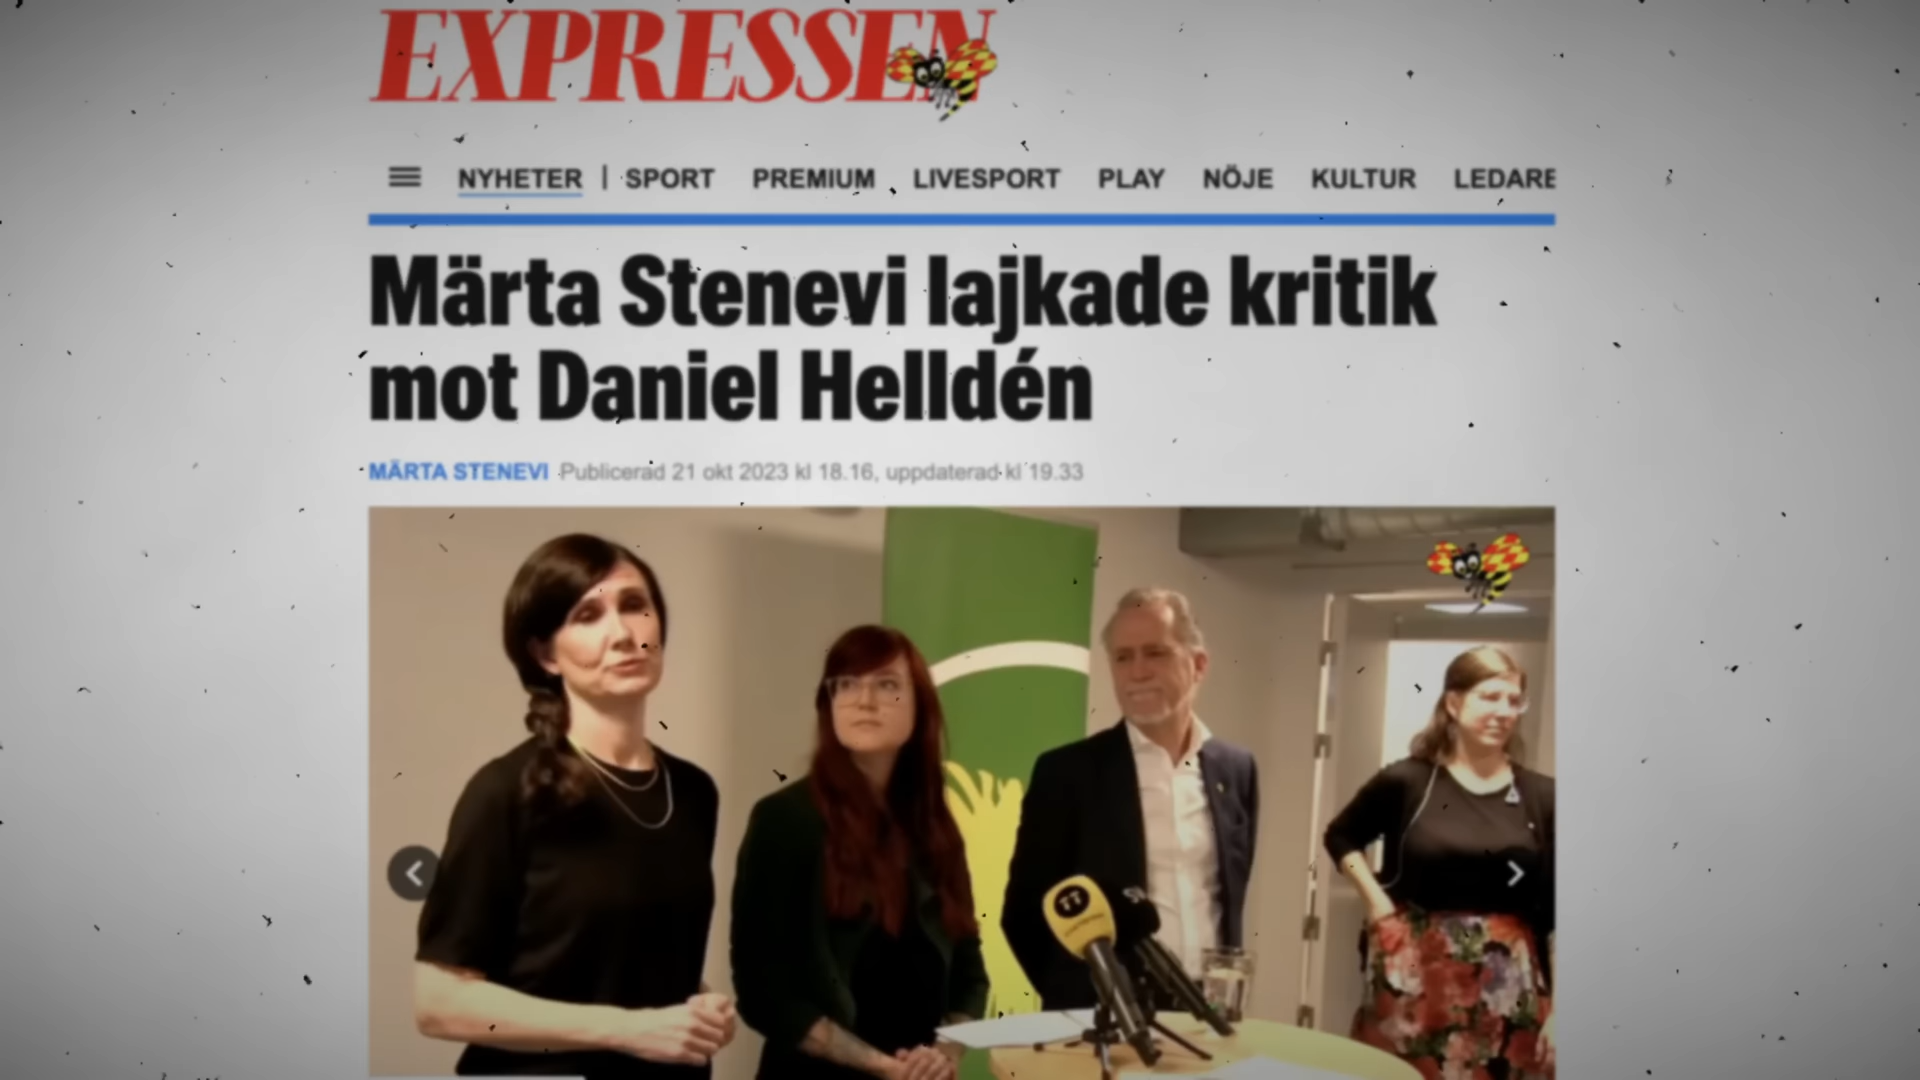 EXPRESSEN
NYHETER | SPORT PREMIUM LIVESPORT PLAY NÖJE KULTUR LEDARE
Märta Stenevi lajkade kritik
mot Daniel Helldén
MÄRTA STENEVI Publicerad 21 okt 2023 kl 18.16, uppdaterad kl 19.33
TT